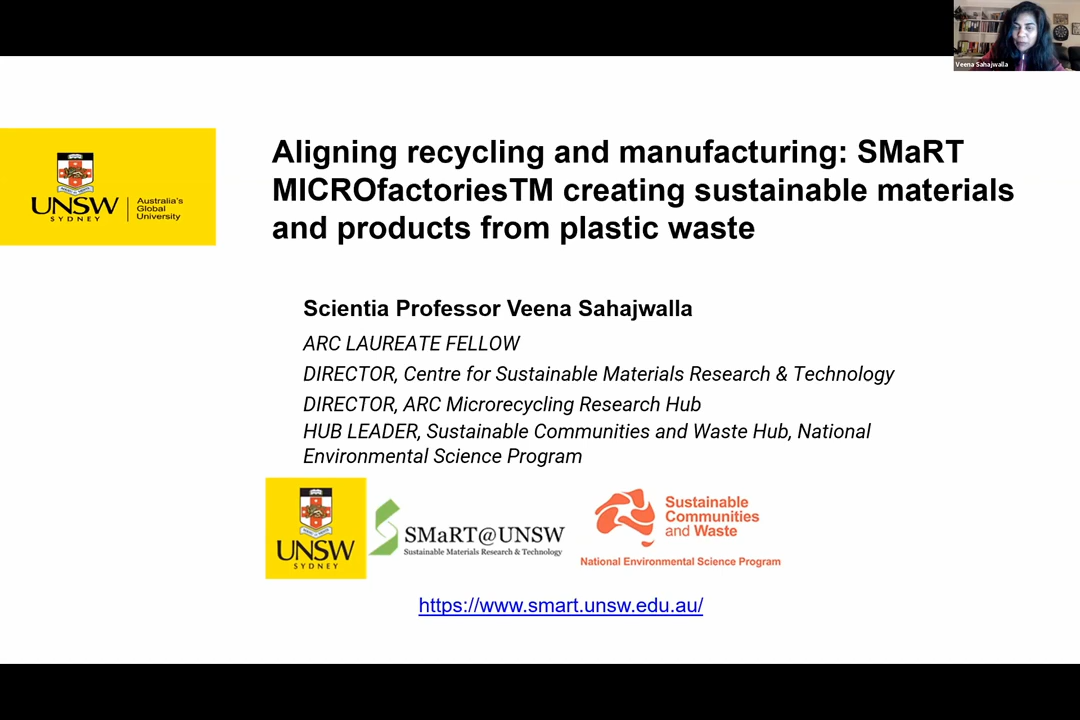 Veena Sahajwalla
UNSW
SYDNEY
Australia's
Global
University
Aligning recycling and manufacturing: SMaRT
MICROfactoriesTM creating sustainable materials
and products from plastic waste
Scientia Professor Veena Sahajwalla
ARC LAUREATE FELLOW
DIRECTOR, Centre for Sustainable Materials Research & Technology
DIRECTOR, ARC Microrecycling Research Hub
HUB LEADER, Sustainable Communities and Waste Hub, National
Environmental Science Program
UNSW
SYDNEY
SMaRT@UNSW
Sustainable Materials Research & Technology
Sustainable
Communities
and Waste
National Environmental Science Program
https://www.smart.unsw.edu.au/